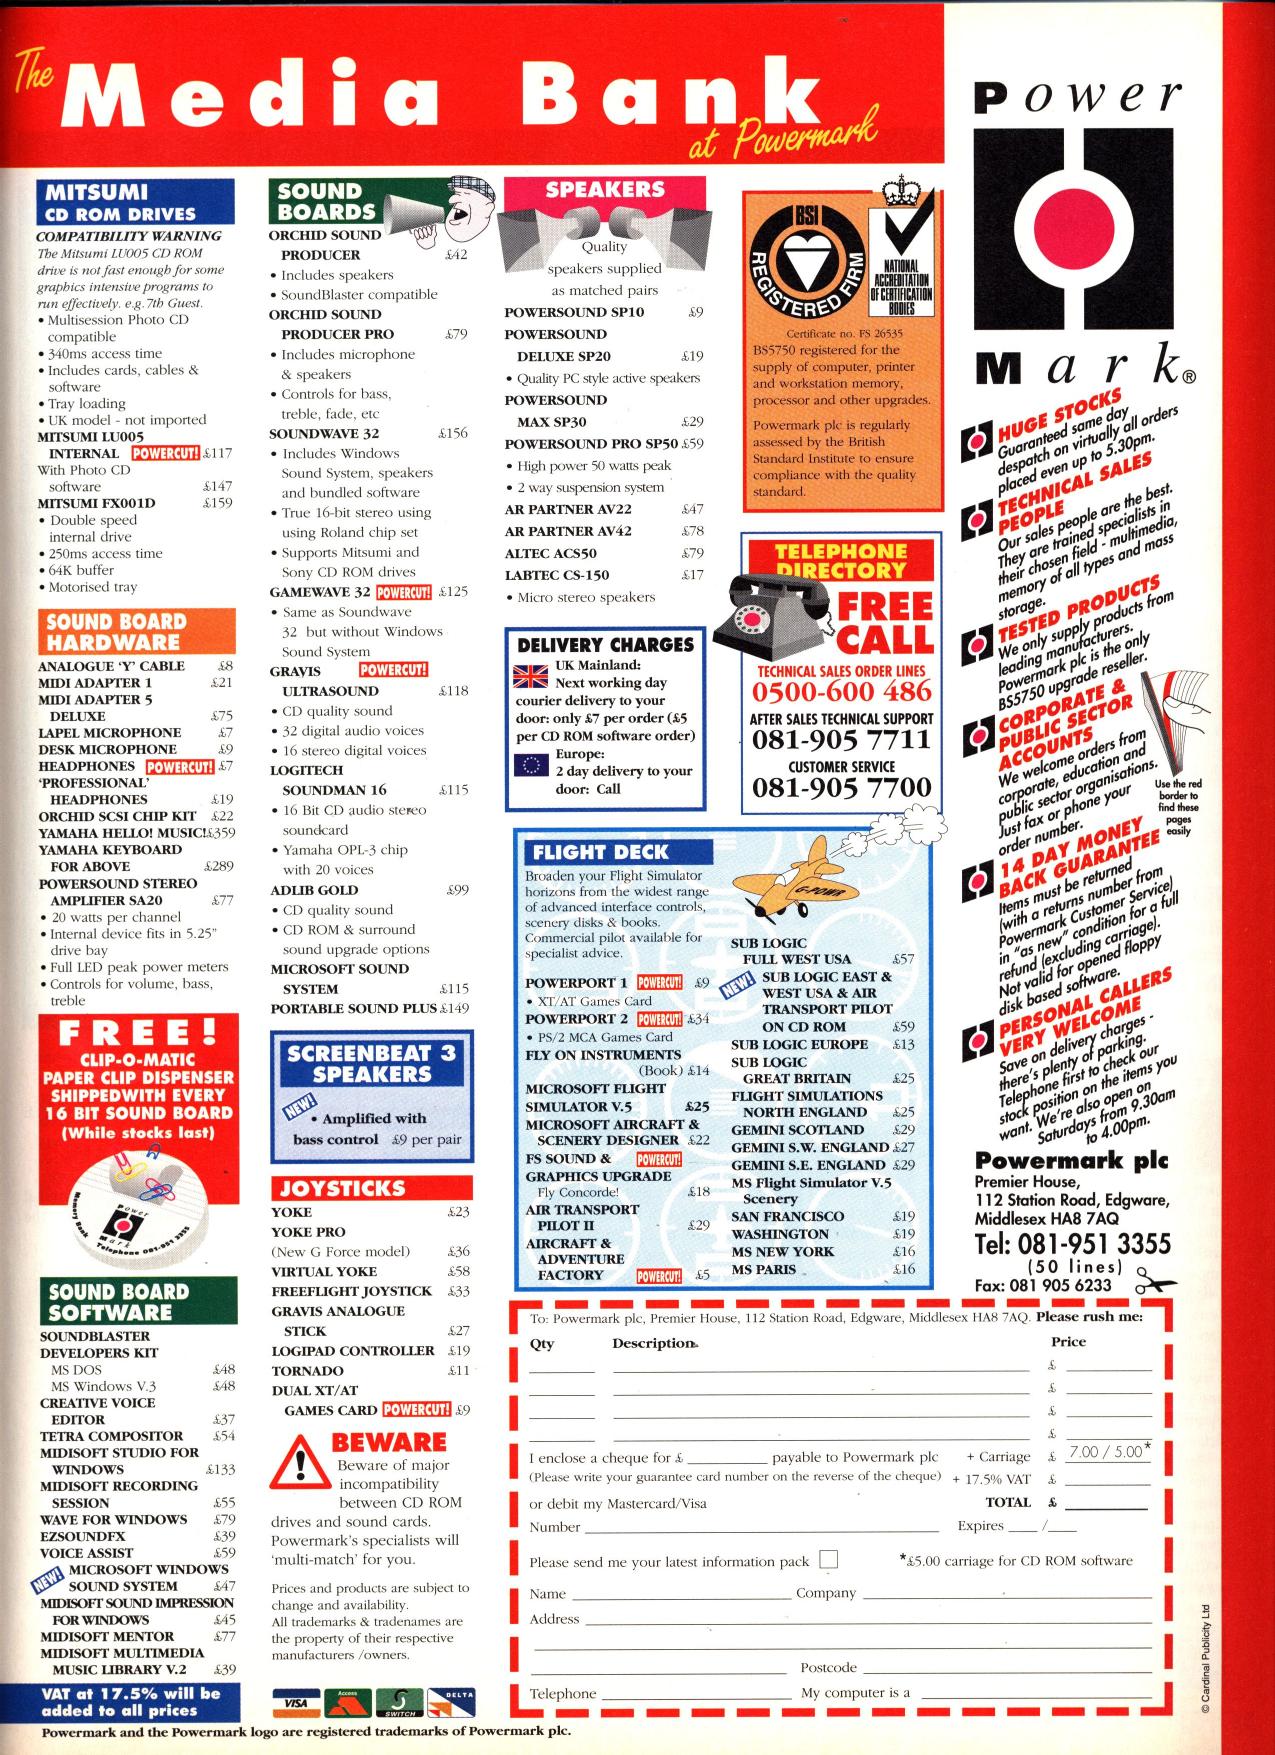 The
Media Bank
at Powermark
MITSUMI
CD ROM DRIVES
COMPATIBILITY WARNING
The Mitsumi LU005 CD ROM
drive is not fast enough for some
graphics intensive programs to
run effectively. e.g. 7th Guest.
• Multisession Photo CD
compatible
• 340ms access time
• Includes cards, cables &
software
• Tray loading
• UK model - not imported
MITSUMI LU005
INTERNAL POWERCUT! £117
With Photo CD
software £147
MITSUMI FX001D £159
• Double speed
internal drive
• 250ms access time
• 64K buffer
• Motorised tray
SOUND BOARD
HARDWARE
ANALOGUE 'Y' CABLE £8
MIDI ADAPTER 1 £21
MIDI ADAPTER 5
DELUXE £75
LAPEL MICROPHONE £7
DESK MICROPHONE £9
HEADPHONES POWERCUT! £7
'PROFESSIONAL'
HEADPHONES £19
ORCHID SCSI CHIP KIT £22
YAMAHA HELLO! MUSIC! £359
YAMAHA KEYBOARD
FOR ABOVE £289
POWERSOUND STEREO
AMPLIFIER SA20 £77
• 20 watts per channel
• Internal device fits in 5.25"
drive bay
• Full LED peak power meters
• Controls for volume, bass,
treble
FREE!
CLIP-O-MATIC
PAPER CLIP DISPENSER
SHIPPEDWITH EVERY
16 BIT SOUND BOARD
(While stocks last)
Power
Mark
Memory Bank
Telephone 081-951 3355
SOUND BOARD
SOFTWARE
SOUNDBLASTER
DEVELOPERS KIT
MS DOS £48
MS Windows V.3 £48
CREATIVE VOICE
EDITOR £37
TETRA COMPOSITOR £54
MIDISOFT STUDIO FOR
WINDOWS £133
MIDISOFT RECORDING
SESSION £55
WAVE FOR WINDOWS £79
EZSOUNDFX £39
VOICE ASSIST £59
NEW! MICROSOFT WINDOWS
SOUND SYSTEM £47
MIDISOFT SOUND IMPRESSION
FOR WINDOWS £45
MIDISOFT MENTOR £77
MIDISOFT MULTIMEDIA
MUSIC LIBRARY V.2 £39
VAT at 17.5% will be
added to all prices
SOUND
BOARDS
ORCHID SOUND
PRODUCER £42
• Includes speakers
• SoundBlaster compatible
ORCHID SOUND
PRODUCER PRO £79
• Includes microphone
& speakers
• Controls for bass,
treble, fade, etc
SOUNDWAVE 32 £156
• Includes Windows
Sound System, speakers
and bundled software
• True 16-bit stereo using
using Roland chip set
• Supports Mitsumi and
Sony CD ROM drives
GAMEWAVE 32 POWERCUT! £125
• Same as Soundwave
32 but without Windows
Sound System
GRAVIS POWERCUT!
ULTRASOUND £118
• CD quality sound
• 32 digital audio voices
• 16 stereo digital voices
LOGITECH
SOUNDMAN 16 £115
• 16 Bit CD audio stereo
soundcard
• Yamaha OPL-3 chip
with 20 voices
ADLIB GOLD £99
• CD quality sound
• CD ROM & surround
sound upgrade options
MICROSOFT SOUND
SYSTEM £115
PORTABLE SOUND PLUS £149
SCREENBEAT 3
SPEAKERS
NEW!
• Amplified with
bass control £9 per pair
JOYSTICKS
YOKE £23
YOKE PRO
(New G Force model) £36
VIRTUAL YOKE £58
FREEFLIGHT JOYSTICK £33
GRAVIS ANALOGUE
STICK £27
LOGIPAD CONTROLLER £19
TORNADO £11
DUAL XT/AT
GAMES CARD POWERCUT! £9
BEWARE
Beware of major
incompatibility
between CD ROM
drives and sound cards.
Powermark's specialists will
'multi-match' for you.
Prices and products are subject to
change and availability.
All trademarks & tradenames are
the property of their respective
manufacturers /owners.
VISA Access SWITCH DELTA
SPEAKERS
Quality
speakers supplied
as matched pairs
POWERSOUND SP10 £9
POWERSOUND
DELUXE SP20 £19
• Quality PC style active speakers
POWERSOUND
MAX SP30 £29
POWERSOUND PRO SP50 £59
• High power 50 watts peak
• 2 way suspension system
AR PARTNER AV22 £47
AR PARTNER AV42 £78
ALTEC ACS50 £79
LABTEC CS-150 £17
• Micro stereo speakers
DELIVERY CHARGES
UK Mainland:
Next working day
courier delivery to your
door: only £7 per order (£5
per CD ROM software order)
Europe:
2 day delivery to your
door: Call
BSI
REGISTERED FIRM
NATIONAL
ACCREDITATION
OF CERTIFICATION
BODIES
Certificate no. FS 26535
BS5750 registered for the
supply of computer, printer
and workstation memory,
processor and other upgrades.
Powermark plc is regularly
assessed by the British
Standard Institute to ensure
compliance with the quality
standard.
TELEPHONE
DIRECTORY
FREE
CALL
TECHNICAL SALES ORDER LINES
0500-600 486
AFTER SALES TECHNICAL SUPPORT
081-905 7711
CUSTOMER SERVICE
081-905 7700
FLIGHT DECK
Broaden your Flight Simulator
horizons from the widest range
of advanced interface controls,
scenery disks & books.
Commercial pilot available for
specialist advice.
G-POWR
POWERPORT 1 POWERCUT! £9
• XT/AT Games Card
POWERPORT 2 POWERCUT! £34
• PS/2 MCA Games Card
FLY ON INSTRUMENTS
(Book) £14
MICROSOFT FLIGHT
SIMULATOR V.5 £25
MICROSOFT AIRCRAFT &
SCENERY DESIGNER £22
FS SOUND & POWERCUT!
GRAPHICS UPGRADE
Fly Concorde! £18
AIR TRANSPORT
PILOT II £29
AIRCRAFT &
ADVENTURE
FACTORY POWERCUT! £5
SUB LOGIC
FULL WEST USA £57
NEW! SUB LOGIC EAST &
WEST USA & AIR
TRANSPORT PILOT
ON CD ROM £59
SUB LOGIC EUROPE £13
SUB LOGIC
GREAT BRITAIN £25
FLIGHT SIMULATIONS
NORTH ENGLAND £25
GEMINI SCOTLAND £29
GEMINI S.W. ENGLAND £27
GEMINI S.E. ENGLAND £29
MS Flight Simulator V.5
Scenery
SAN FRANCISCO £19
WASHINGTON £19
MS NEW YORK £16
MS PARIS £16
Power
Mark®
HUGE STOCKS
Guaranteed same day
despatch on virtually all orders
placed even up to 5.30pm.
TECHNICAL SALES
PEOPLE
Our sales people are the best.
They are trained specialists in
their chosen field - multimedia,
memory of all types and mass
storage.
TESTED PRODUCTS
We only supply products from
leading manufacturers.
Powermark plc is the only
BS5750 upgrade reseller.
CORPORATE &
PUBLIC SECTOR
ACCOUNTS
We welcome orders from
corporate, education and
public sector organisations.
Just fax or phone your
order number.
Use the red
border to
find these
pages
easily
14 DAY MONEY
BACK GUARANTEE
Items must be returned
(with a returns number from
Powermark Customer Service)
in "as new" condition for a full
refund (excluding carriage).
Not valid for opened floppy
disk based software.
PERSONAL CALLERS
VERY WELCOME
Save on delivery charges -
there's plenty of parking.
Telephone first to check our
stock position on the items you
want. We're also open on
Saturdays from 9.30am
to 4.00pm.
Powermark plc
Premier House,
112 Station Road, Edgware,
Middlesex HA8 7AQ
Tel: 081-951 3355
(50 lines)
Fax: 081 905 6233
To: Powermark plc, Premier House, 112 Station Road, Edgware, Middlesex HA8 7AQ. Please rush me:
Qty Description Price
£
£
£
£
I enclose a cheque for £ payable to Powermark plc + Carriage £ 7.00 / 5.00*
(Please write your guarantee card number on the reverse of the cheque) + 17.5% VAT £
or debit my Mastercard/Visa TOTAL £
Number Expires /
Please send me your latest information pack *£5.00 carriage for CD ROM software
Name Company
Address
Postcode
Telephone My computer is a
© Cardinal Publicity Ltd
Powermark and the Powermark logo are registered trademarks of Powermark plc.